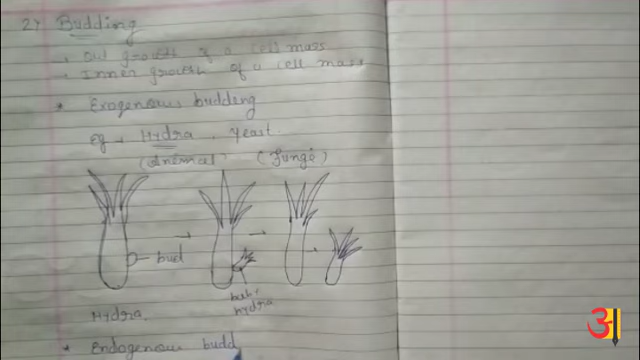 2) Budding
. Out growth of a cell mass
. Inner growth of a cell mass
* Exogenous budding
Eg. Hydra, Yeast.
(Animal) (Fungi)
bud
hydra
Hydra.
* Endogenous budd
अ